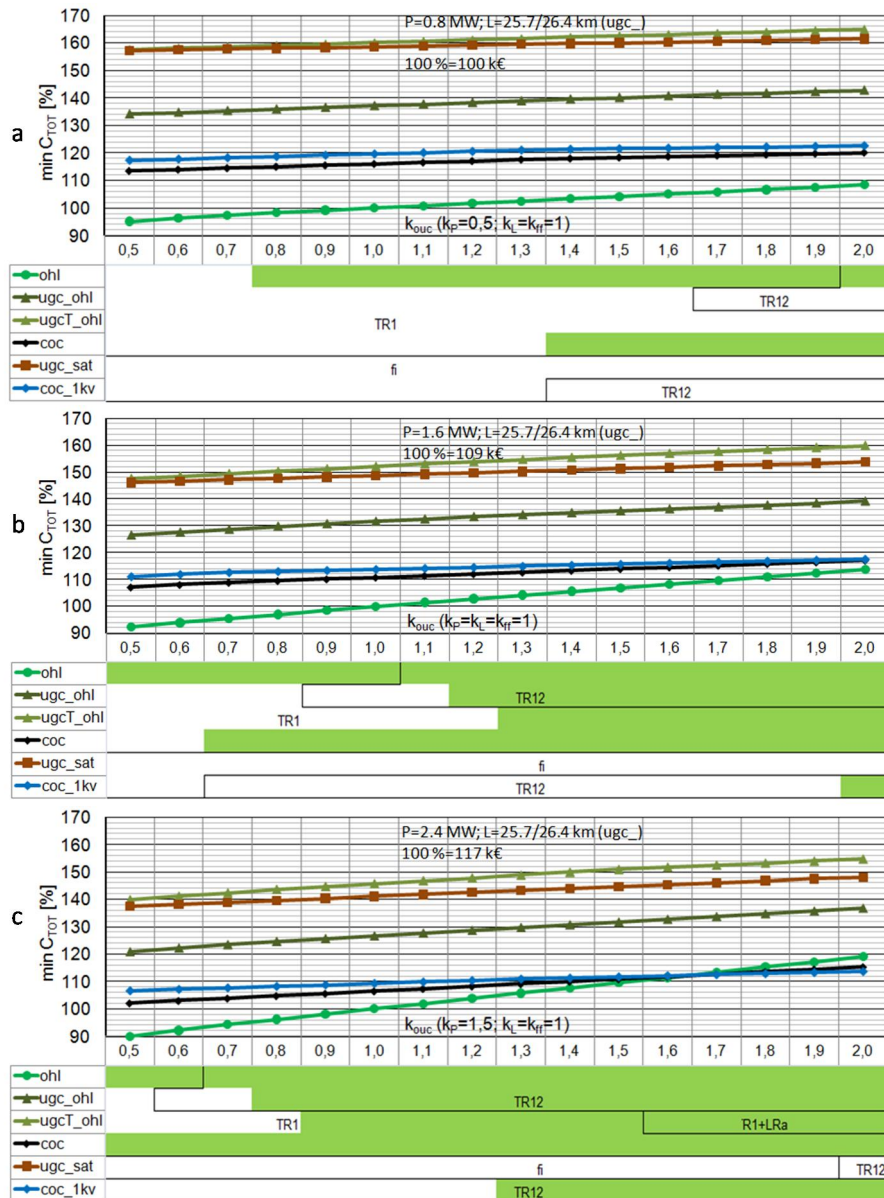 170
P=0.8 MW; L=25.7/26.4 km (ugc_)
160
150
100 %=100 k€
140
a
min C_TOT [%]
130
120
110
100
90
k_ouc (k_P=0,5; k_L=k_ff=1)
0,5 0,6 0,7 0,8 0,9 1,0 1,1 1,2 1,3 1,4 1,5 1,6 1,7 1,8 1,9 2,0
ohl
ugc_ohl TR12
ugcT_ohl TR1
coc
ugc_sat fi
coc_1kv TR12
170
P=1.6 MW; L=25.7/26.4 km (ugc_)
160
100 %=109 k€
150
140
b
min C_TOT [%]
130
120
110
100
90
k_ouc (k_P=k_L=k_ff=1)
0,5 0,6 0,7 0,8 0,9 1,0 1,1 1,2 1,3 1,4 1,5 1,6 1,7 1,8 1,9 2,0
ohl
ugc_ohl TR12
ugcT_ohl TR1
coc
ugc_sat fi
coc_1kv TR12
170
P=2.4 MW; L=25.7/26.4 km (ugc_)
160
100 %=117 k€
150
140
c
min C_TOT [%]
130
120
110
100
90
k_ouc (k_P=1,5; k_L=k_ff=1)
0,5 0,6 0,7 0,8 0,9 1,0 1,1 1,2 1,3 1,4 1,5 1,6 1,7 1,8 1,9 2,0
ohl
ugc_ohl TR12
ugcT_ohl TR1 R1+LRa
coc
ugc_sat fi TR12
coc_1kv TR12